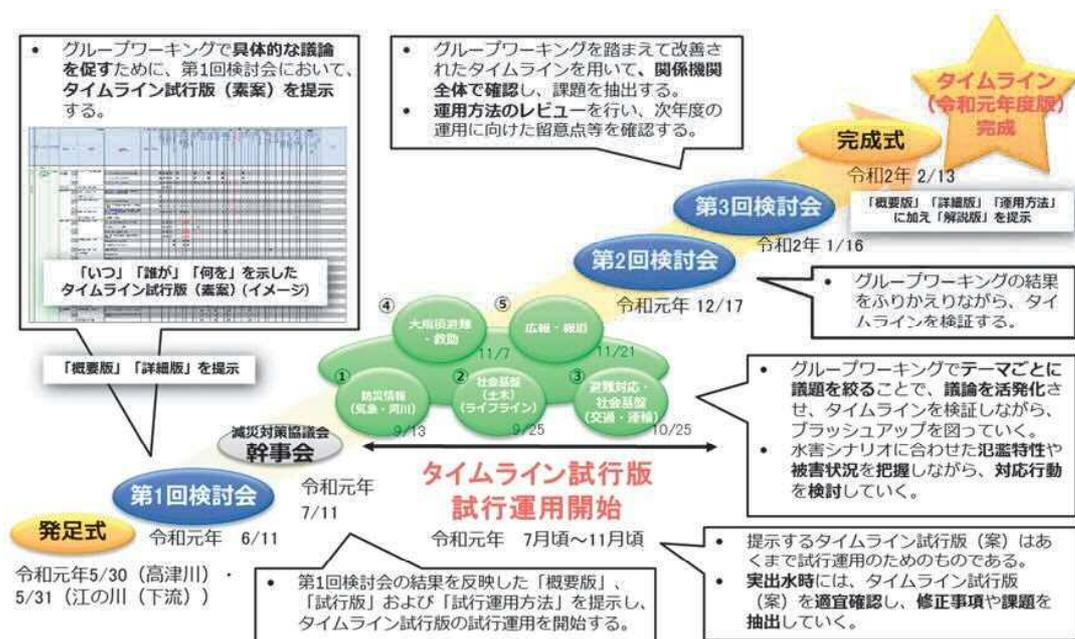 ・ グループワーキングで具体的な議論
を促すために、第1回検討会において、
タイムライン試行版（素案）を提示
する。
「いつ」「誰が」「何を」を示した
タイムライン試行版（素案）（イメージ）
「概要版」「詳細版」を提示
・ グループワーキングを踏まえて改善さ
れたタイムラインを用いて、関係機関
全体で確認し、課題を抽出する。
・ 運用方法のレビューを行い、次年度の
運用に向けた留意点等を確認する。
タイムライン
（令和元年度版）
完成
完成式
令和2年 2/13
「概要版」「詳細版」「運用方法」
に加え「解説版」を提示
第3回検討会
令和2年 1/16
第2回検討会
令和元年 12/17
・ グループワーキングの結果
をふりかえりながら、タイ
ムラインを検証する。
④
大規模避難
・救助
11/7
⑤
広報・報道
11/21
①
防災情報
（気象・河川）
9/13
②
社会基盤
（土木）
（ライフライン）
9/25
③
避難対応・
社会基盤
（交通・運輸）
10/25
・ グループワーキングでテーマごとに
議題を絞ることで、議論を活発化さ
せ、タイムラインを検証しながら、
ブラッシュアップを図っていく。
・ 水害シナリオに合わせた氾濫特性や
被害状況を把握しながら、対応行動
を検討していく。
減災対策協議会
幹事会
令和元年
7/11
タイムライン試行版
試行運用開始
令和元年 7月頃～11月頃
第1回検討会
令和元年 6/11
発足式
令和元年5/30（高津川）・
5/31（江の川（下流））
・ 第1回検討会の結果を反映した「概要版」、
「試行版」および「試行運用方法」を提示し、
タイムライン試行版の試行運用を開始する。
・ 提示するタイムライン試行版（案）はあ
くまで試行運用のためのものである。
・ 実出水時には、タイムライン試行版
（案）を適宜確認し、修正事項や課題を
抽出していく。